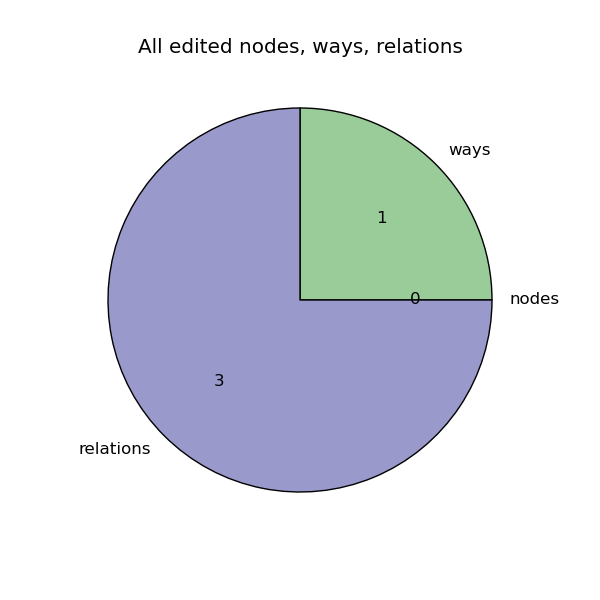 All edited nodes, ways, relations
ways
1
0
nodes
3
relations